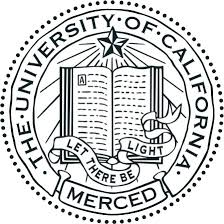 THE UNIVERSITY OF CALIFORNIA
A
LET THERE BE
LIGHT
MERCED